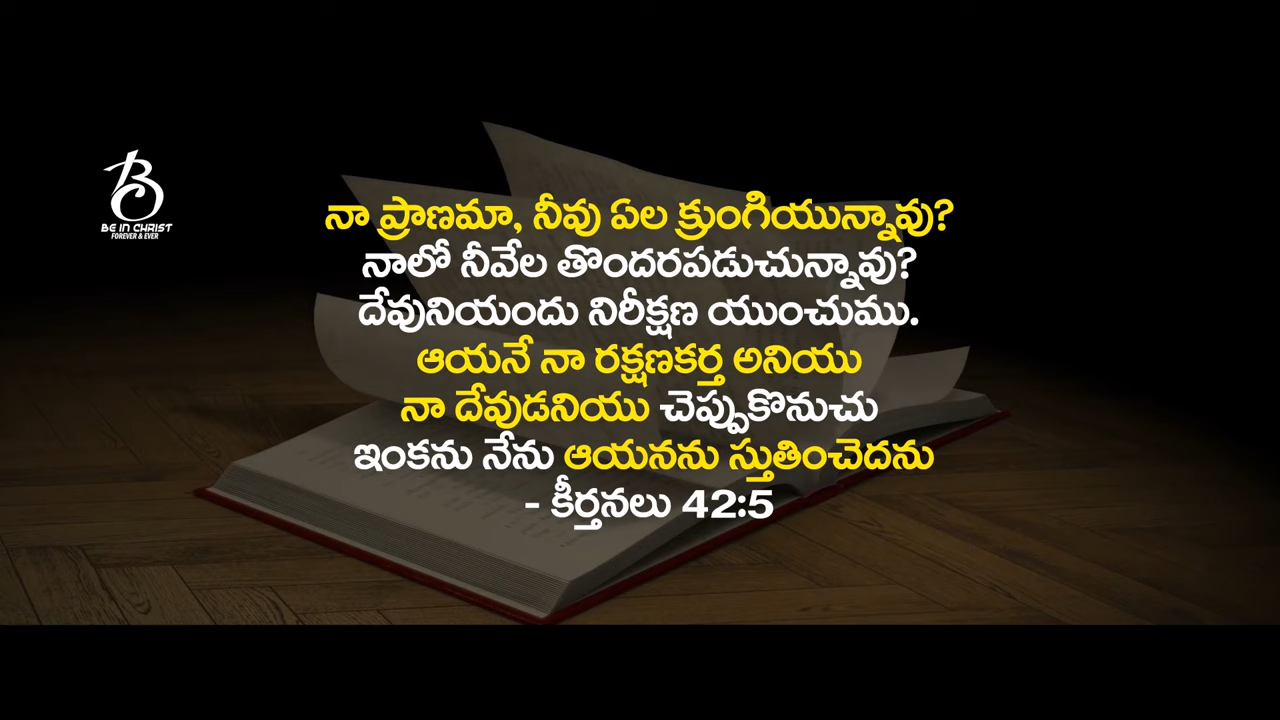 BE IN CHRIST
FOREVER & EVER
నా ప్రాణమా, నీవు ఏల క్రుంగియున్నావు?
నాలో నీవేల తొందరపడుచున్నావు?
దేవునియందు నిరీక్షణ యుంచుము.
ఆయనే నా రక్షణకర్త అనియు
నా దేవుడనియు చెప్పుకొనుచు
ఇంకను నేను ఆయనను స్తుతించెదను
- కీర్తనలు 42:5